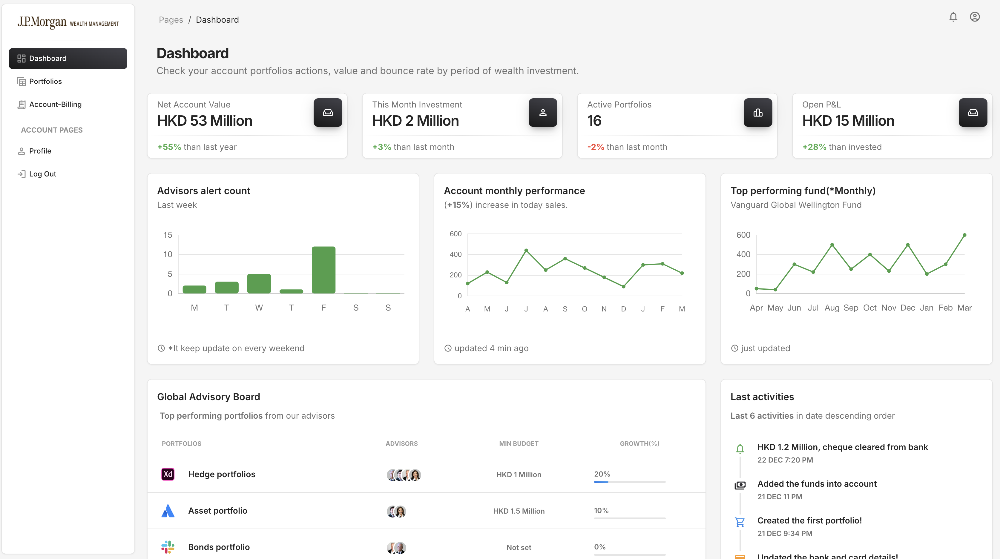 J.P.Morgan WEALTH MANAGEMENT
Dashboard
Portfolios
Account-Billing
ACCOUNT PAGES
Profile
Log Out
Pages / Dashboard
Dashboard
Check your account portfolios actions, value and bounce rate by period of wealth investment.
Net Account Value
HKD 53 Million
+55% than last year
This Month Investment
HKD 2 Million
+3% than last month
Active Portfolios
16
-2% than last month
Open P&L
HKD 15 Million
+28% than invested
Advisors alert count
Last week
15
10
5
0
M T W T F S S
*It keep update on every weekend
Account monthly performance
(+15%) increase in today sales.
600
400
200
0
A M J J A S O N D J F M
updated 4 min ago
Top performing fund(*Monthly)
Vanguard Global Wellington Fund
600
400
200
0
Apr May Jun Jul Aug Sep Oct Nov Dec Jan Feb Mar
just updated
Global Advisory Board
Top performing portfolios from our advisors
PORTFOLIOS ADVISORS MIN BUDGET GROWTH(%)
Xd Hedge portfolios HKD 1 Million 20%
Asset portfolio HKD 1.5 Million 10%
Bonds portfolio Not set 0%
Last activities
Last 6 activities in date descending order
HKD 1.2 Million, cheque cleared from bank
22 DEC 7:20 PM
Added the funds into account
21 DEC 11 PM
Created the first portfolio!
21 DEC 9:34 PM
Updated the bank and card details!